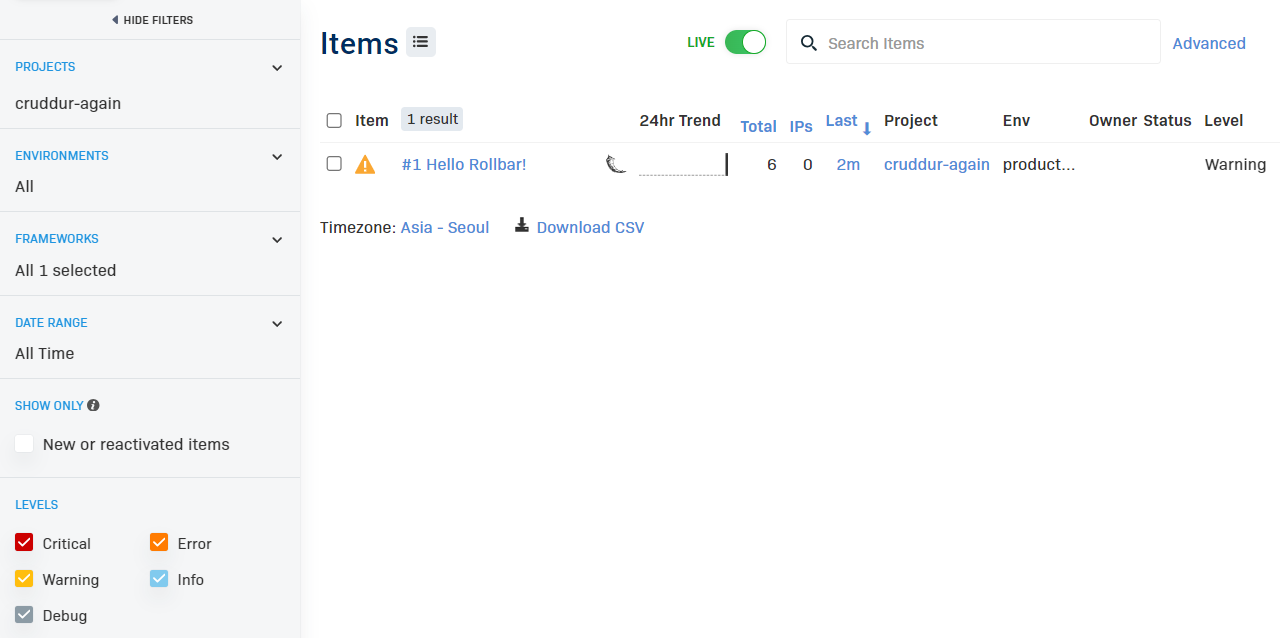 HIDE FILTERS
PROJECTS
cruddur-again
ENVIRONMENTS
All
FRAMEWORKS
All 1 selected
DATE RANGE
All Time
SHOW ONLY
New or reactivated items
LEVELS
Critical Error
Warning Info
Debug
Items
LIVE Search Items Advanced
Item 1 result 24hr Trend Total IPs Last Project Env Owner Status Level
#1 Hello Rollbar! 6 0 2m cruddur-again product... Warning
Timezone: Asia - Seoul Download CSV